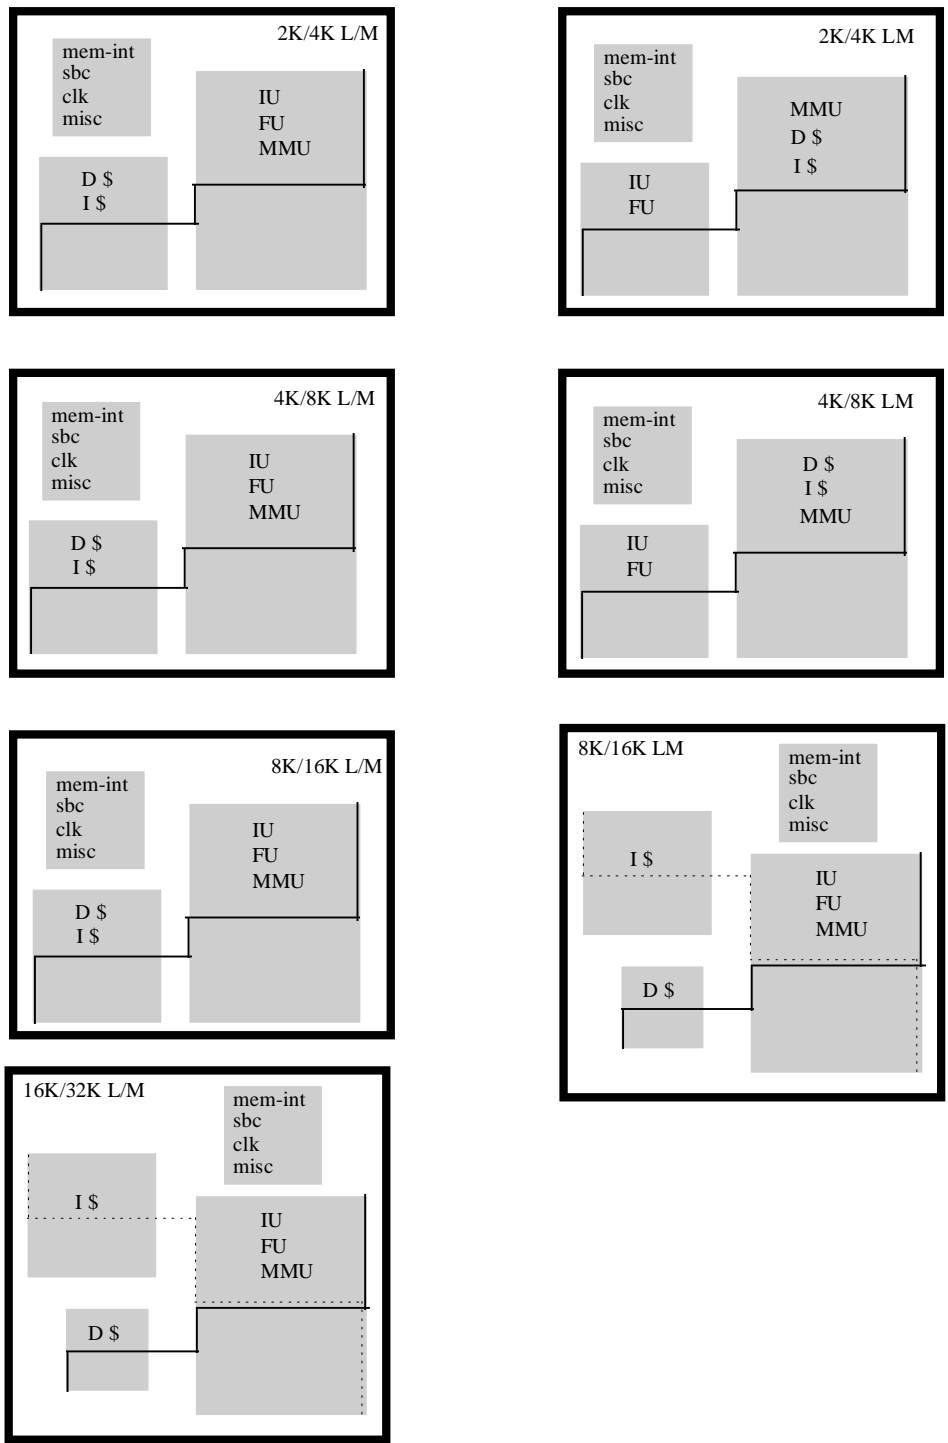 2K/4K L/M
mem-int
sbc
clk
misc
IU
FU
MMU
D $
I $
2K/4K LM
mem-int
sbc
clk
misc
MMU
D $
I $
IU
FU
4K/8K L/M
mem-int
sbc
clk
misc
IU
FU
MMU
D $
I $
4K/8K LM
mem-int
sbc
clk
misc
D $
I $
MMU
IU
FU
8K/16K L/M
mem-int
sbc
clk
misc
IU
FU
MMU
D $
I $
8K/16K LM
mem-int
sbc
clk
misc
I $
IU
FU
MMU
D $
16K/32K L/M
mem-int
sbc
clk
misc
I $
IU
FU
MMU
D $